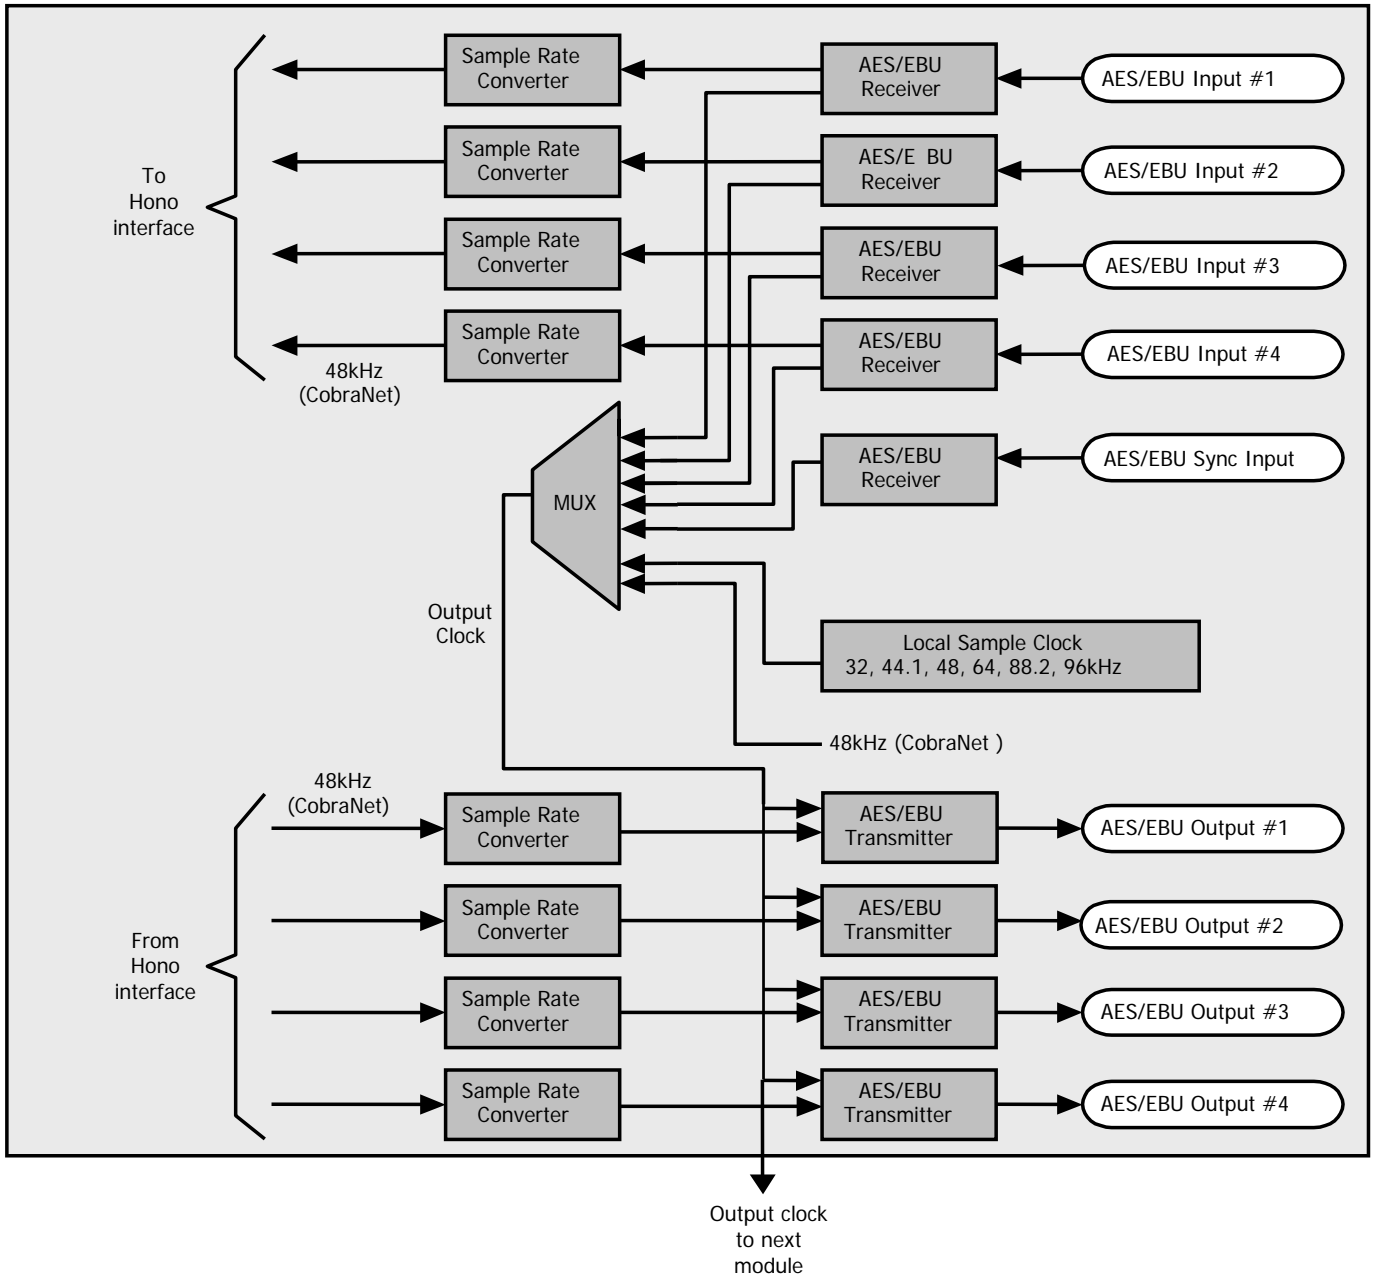 Sample Rate
Converter
AES/EBU
Receiver
AES/EBU Input #1
Sample Rate
Converter
AES/E BU
Receiver
AES/EBU Input #2
To
Hono
interface
Sample Rate
Converter
AES/EBU
Receiver
AES/EBU Input #3
Sample Rate
Converter
AES/EBU
Receiver
AES/EBU Input #4
48kHz
(CobraNet)
AES/EBU
Receiver
AES/EBU Sync Input
MUX
Output
Clock
Local Sample Clock
32, 44.1, 48, 64, 88.2, 96kHz
48kHz (CobraNet )
48kHz
(CobraNet)
Sample Rate
Converter
AES/EBU
Transmitter
AES/EBU Output #1
Sample Rate
Converter
AES/EBU
Transmitter
AES/EBU Output #2
From
Hono
interface
Sample Rate
Converter
AES/EBU
Transmitter
AES/EBU Output #3
Sample Rate
Converter
AES/EBU
Transmitter
AES/EBU Output #4
Output clock
to next
module